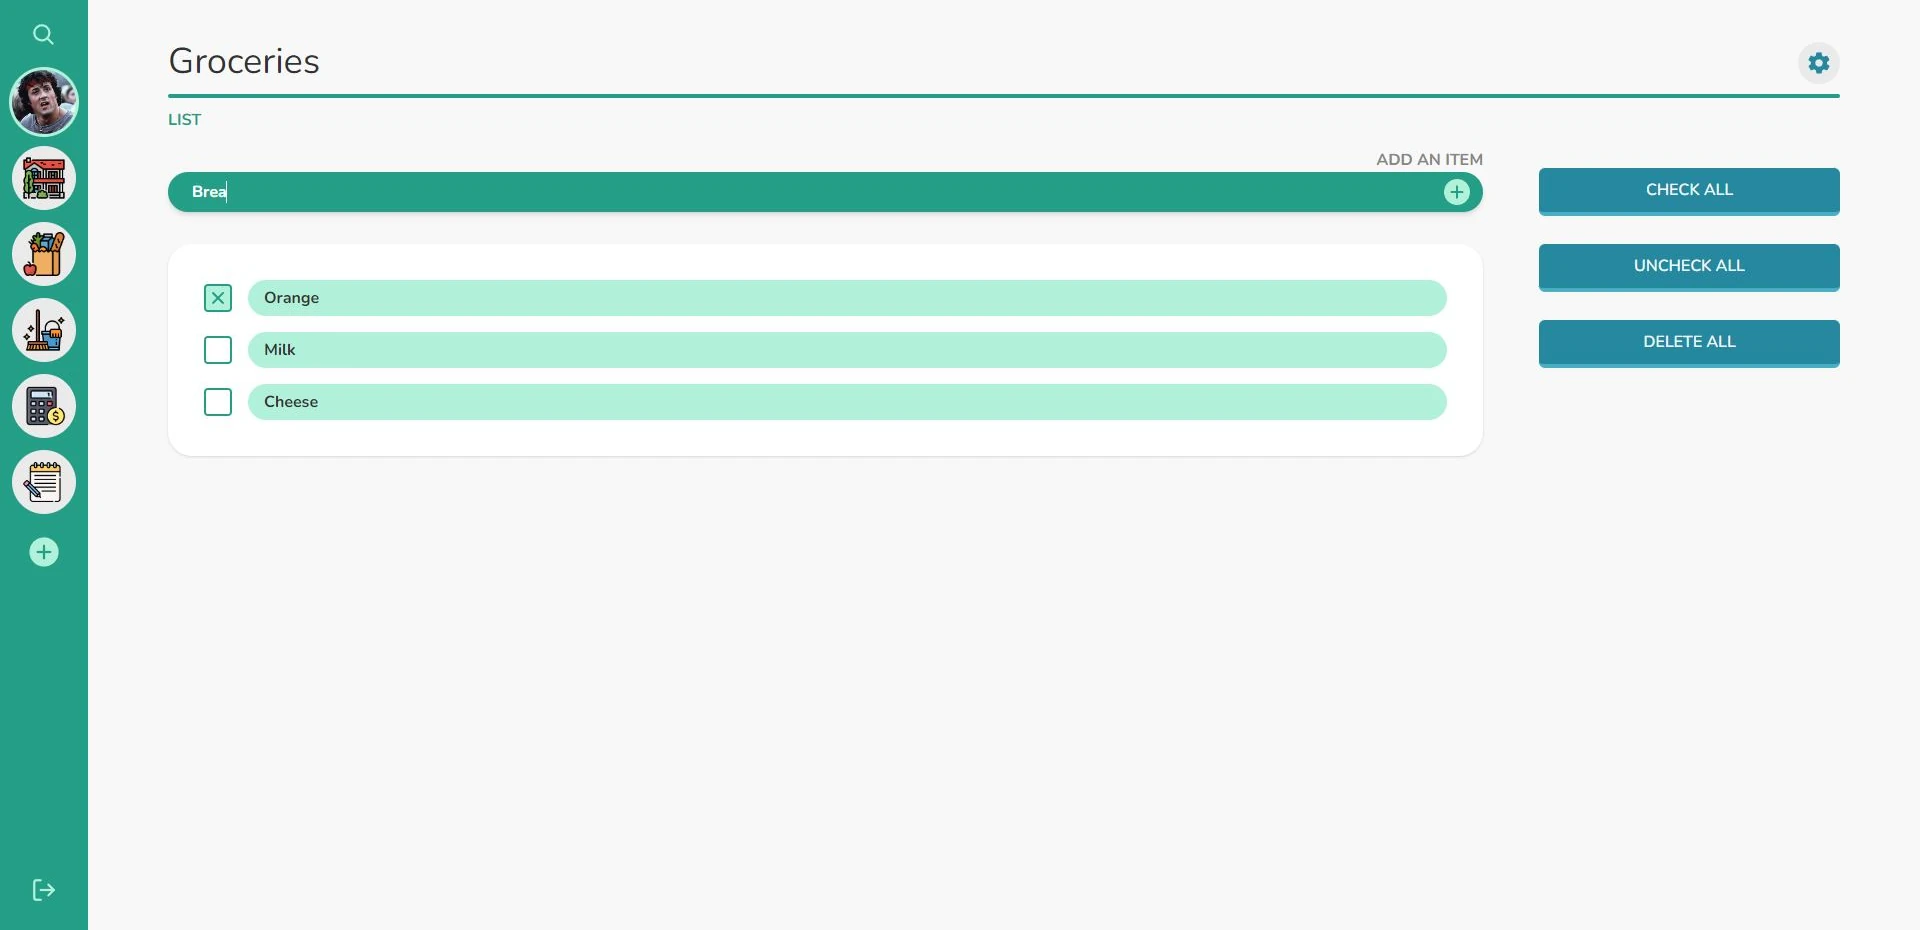 Groceries
LIST
ADD AN ITEM
Brea
CHECK ALL
UNCHECK ALL
DELETE ALL
Orange
Milk
Cheese